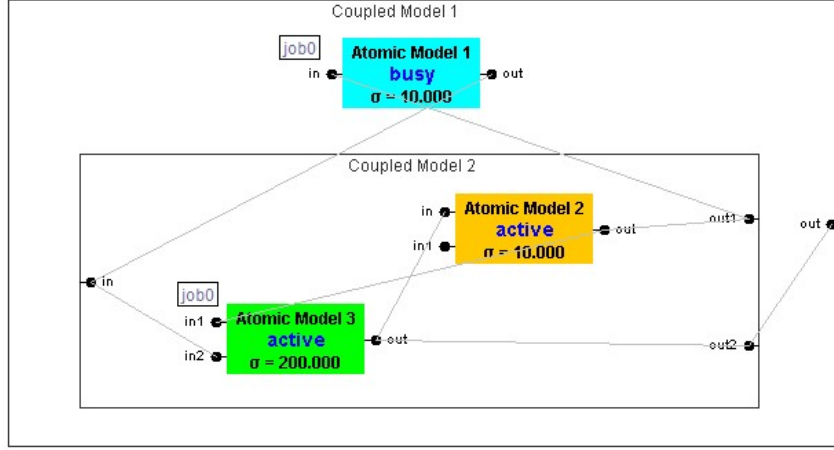 Coupled Model 1
job0
Atomic Model 1
in
busy
out
σ = 10.000
Coupled Model 2
in
Atomic Model 2
in1
active
out
σ = 10.000
out1
out
in
job0
in1
Atomic Model 3
in2
active
out
σ = 200.000
out2